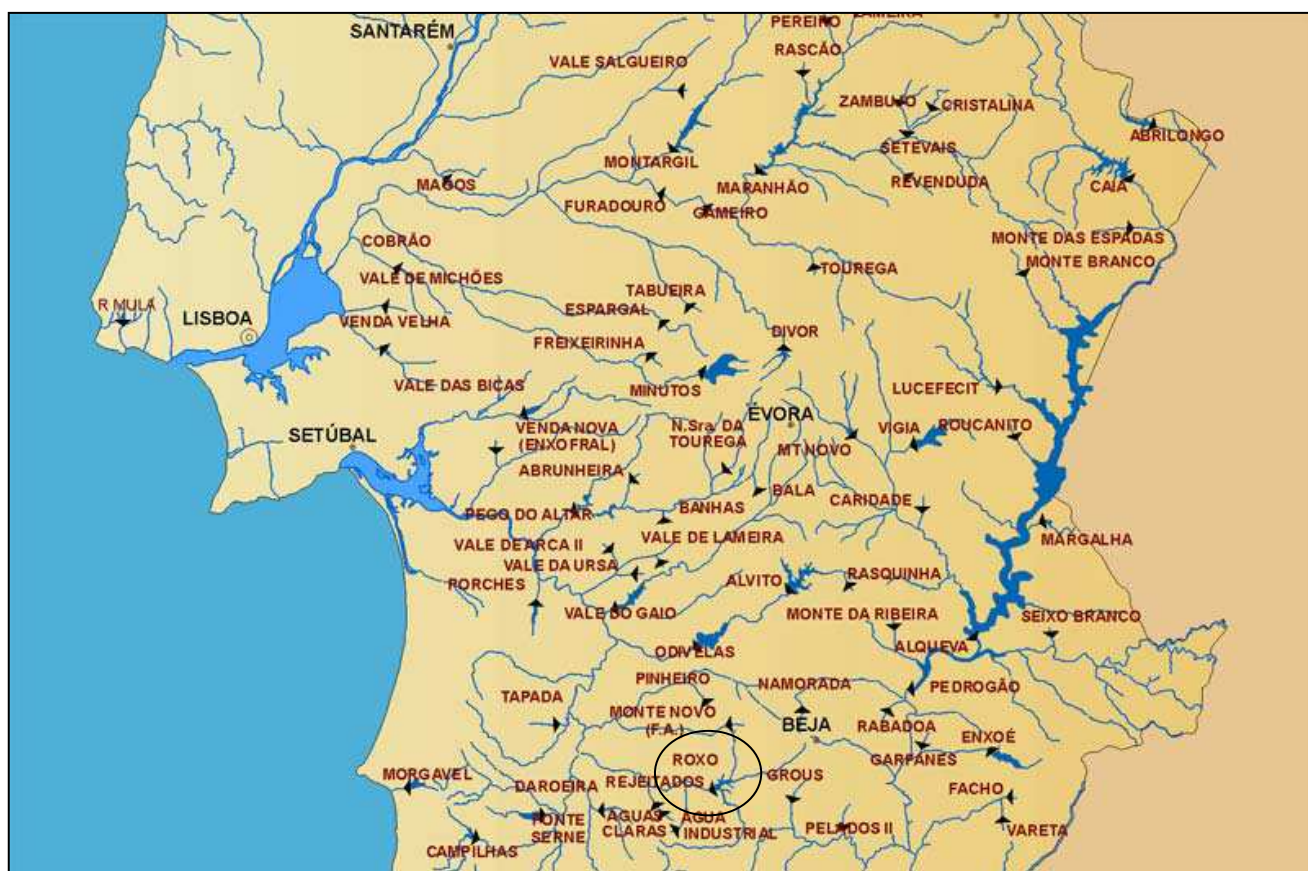 PEREIRO
SANTARÉM
RASCÃO
VALE SALGUEIRO
ZAMBUJO
CRISTALINA
ABRILONGO
SETEVAIS
MONTARGIL
MAGOS
MARANHÃO
REVENDUDA
CAIA
FURADOURO
GAMEIRO
COBRÃO
MONTE DAS ESPADAS
MONTE BRANCO
TOUREGA
VALE DE MICHÕES
TABUEIRA
R MULA
ESPARGAL
LISBOA
VENDA VELHA
DIVOR
FREIXEIRINHA
VALE DAS BICAS
MINUTOS
LUCEFECIT
ÉVORA
SETÚBAL
VENDA NOVA
(ENXOFRAL)
N.Sra. DA
TOUREGA
VIGIA
ROUCANITO
MT NOVO
ABRUNHEIRA
BALA
CARIDADE
PEGO DO ALTAR
BANHAS
MARGALHA
VALE DE ARCA II
VALE DE LAMEIRA
VALE DA URSA
PORCHES
ALVITO
RASQUINHA
VALE DO GAIO
MONTE DA RIBEIRA
SEIXO BRANCO
ALQUEVA
ODIVELAS
PINHEIRO
NAMORADA
PEDROGÃO
TAPADA
MONTE NOVO
(F.A.)
BEJA
RABADOA
ENXOÉ
ROXO
GARFANES
MORGAVEL
DAROEIRA
REJEITADOS
GROUS
FACHO
FONTE
SERNE
AGUAS
CLARAS
AGUA
INDUSTRIAL
PELADOS II
VARETA
CAMPILHAS